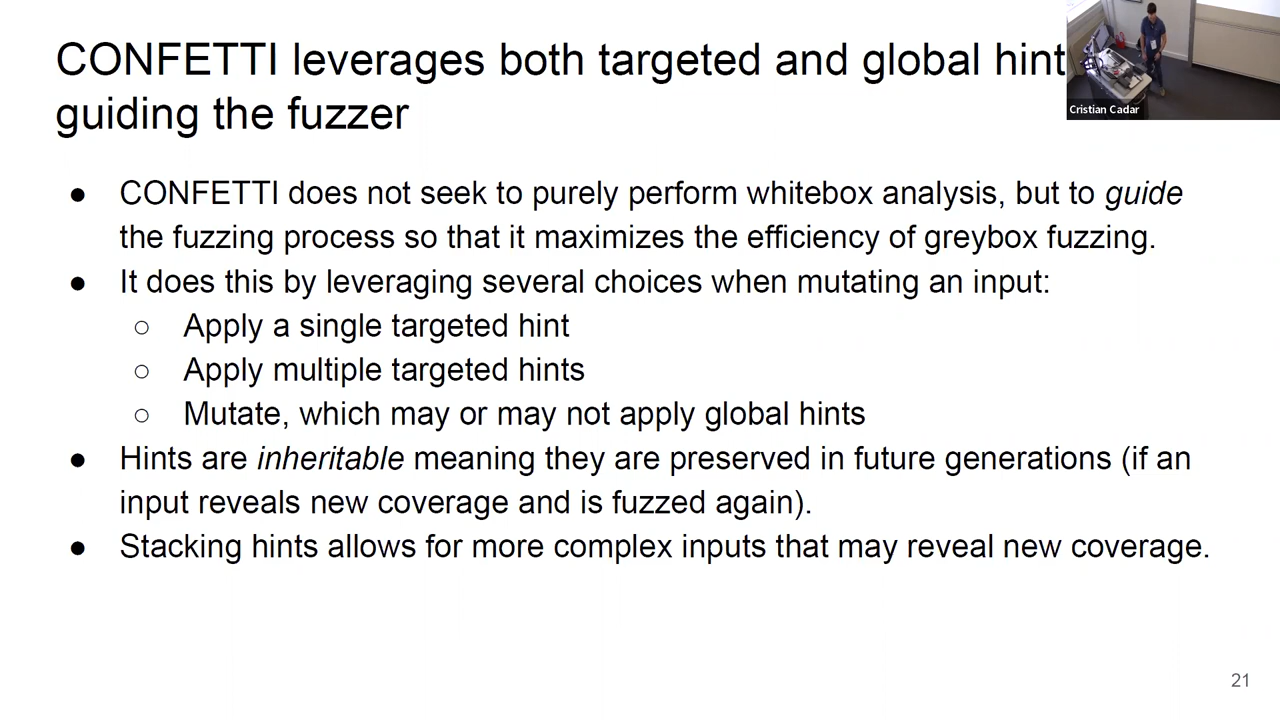 CONFETTI leverages both targeted and global hint
guiding the fuzzer
Cristian Cadar
● CONFETTI does not seek to purely perform whitebox analysis, but to guide
the fuzzing process so that it maximizes the efficiency of greybox fuzzing.
● It does this by leveraging several choices when mutating an input:
○ Apply a single targeted hint
○ Apply multiple targeted hints
○ Mutate, which may or may not apply global hints
● Hints are inheritable meaning they are preserved in future generations (if an
input reveals new coverage and is fuzzed again).
● Stacking hints allows for more complex inputs that may reveal new coverage.
21